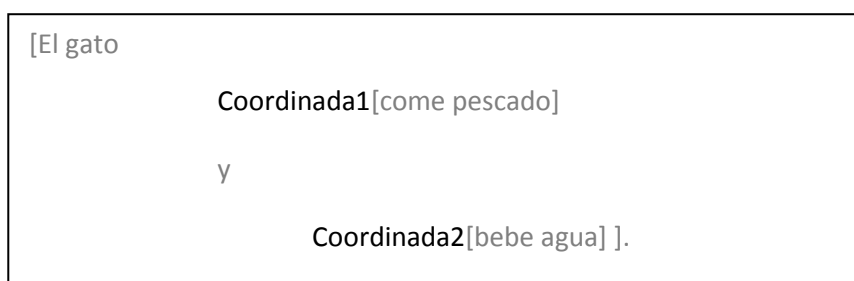 [El gato
Coordinada1[come pescado]
y
Coordinada2[bebe agua] ].